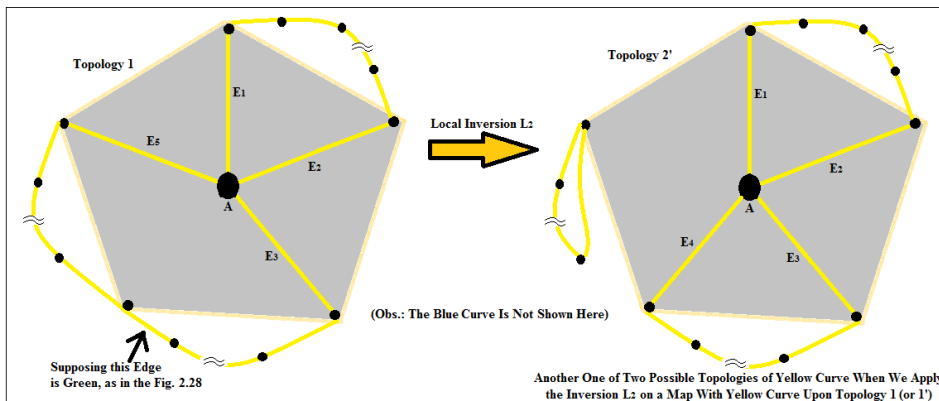 Topology 1
E1
E5
E2
A
E3
Supposing this Edge
is Green, as in the Fig. 2.28
Local Inversion L2
(Obs.: The Blue Curve Is Not Shown Here)
Topology 2'
E1
E2
A
E4
E3
Another One of Two Possible Topologies of Yellow Curve When We Apply
the Inversion L2 on a Map With Yellow Curve Upon Topology 1 (or 1')